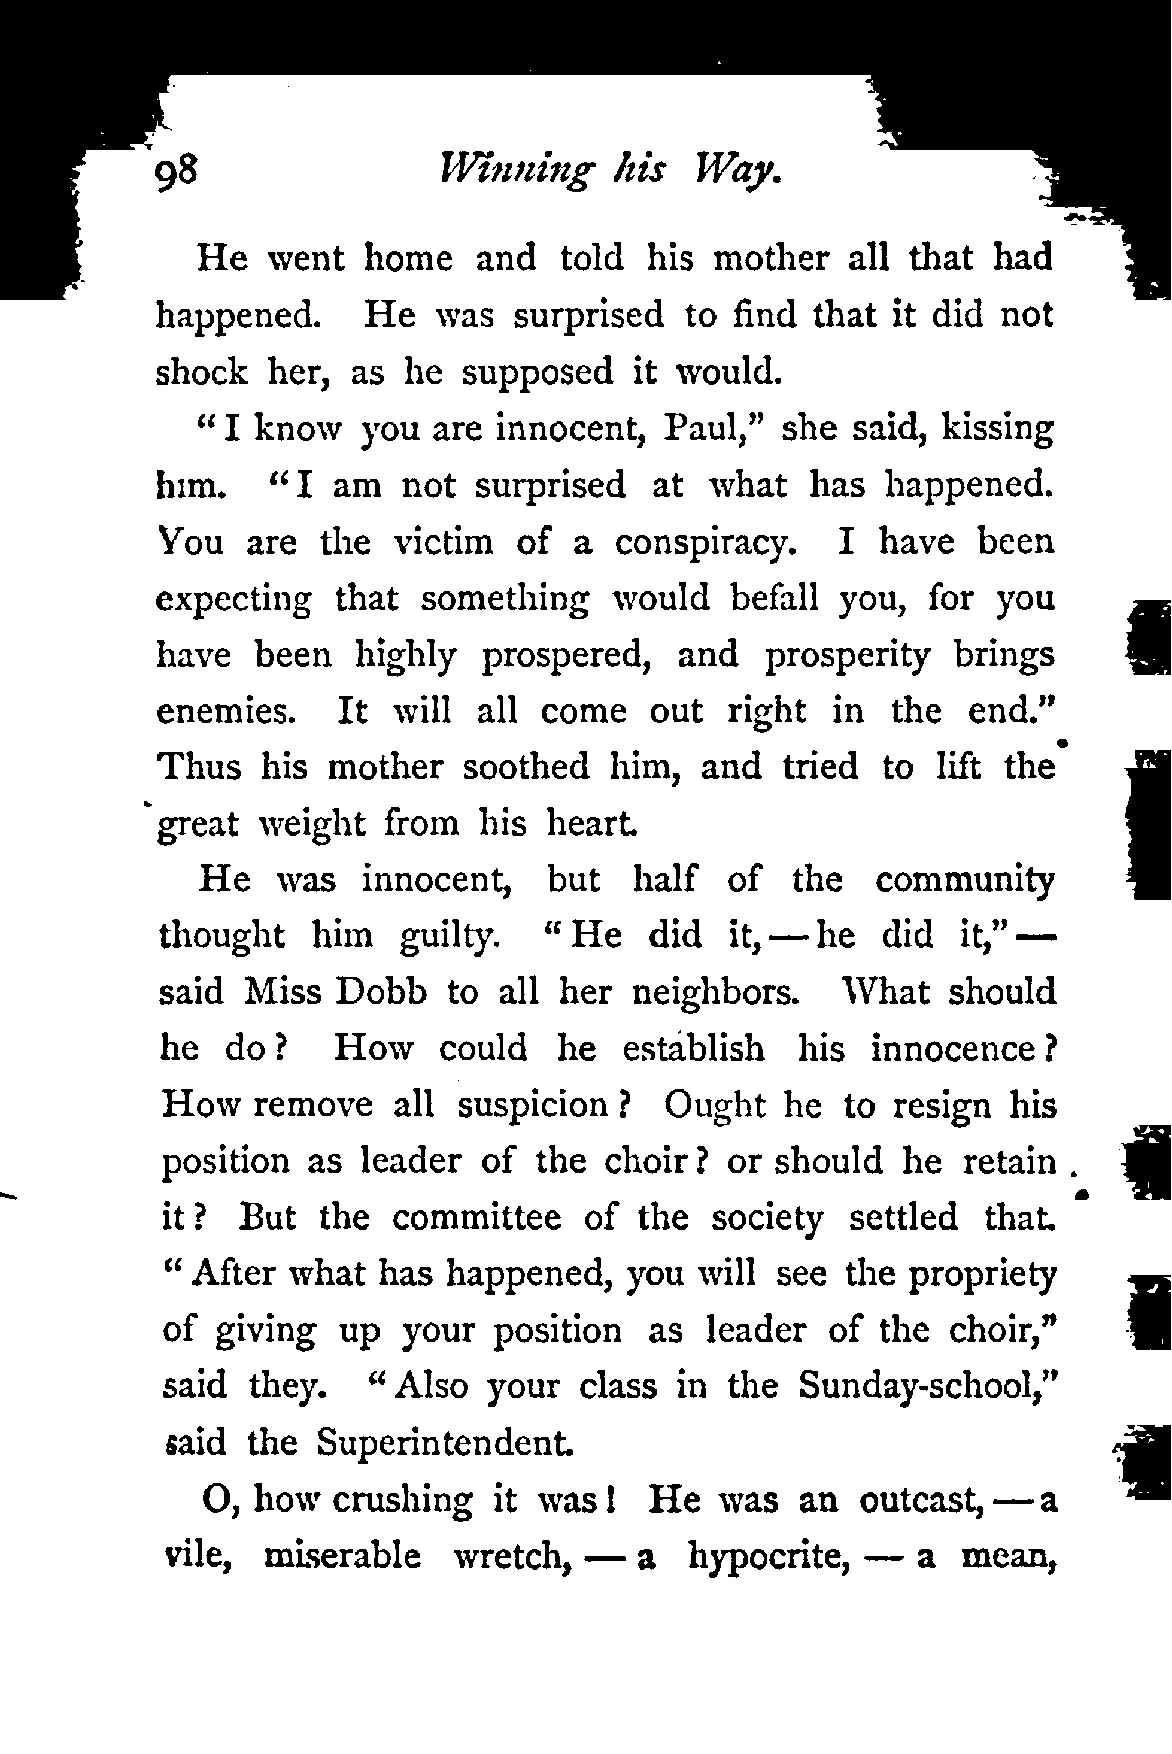 98 Winning his Way.
He went home and told his mother all that had
happened. He was surprised to find that it did not
shock her, as he supposed it would.
“I know you are innocent, Paul,” she said, kissing
him. “I am not surprised at what has happened.
You are the victim of a conspiracy. I have been
expecting that something would befall you, for you
have been highly prospered, and prosperity brings
enemies. It will all come out right in the end.”
Thus his mother soothed him, and tried to lift the
great weight from his heart.
He was innocent, but half of the community
thought him guilty. “He did it,—he did it,”—
said Miss Dobb to all her neighbors. What should
he do? How could he establish his innocence?
How remove all suspicion? Ought he to resign his
position as leader of the choir? or should he retain
it? But the committee of the society settled that.
“After what has happened, you will see the propriety
of giving up your position as leader of the choir,”
said they. “Also your class in the Sunday-school,”
said the Superintendent.
O, how crushing it was! He was an outcast,—a
vile, miserable wretch,—a hypocrite,—a mean,